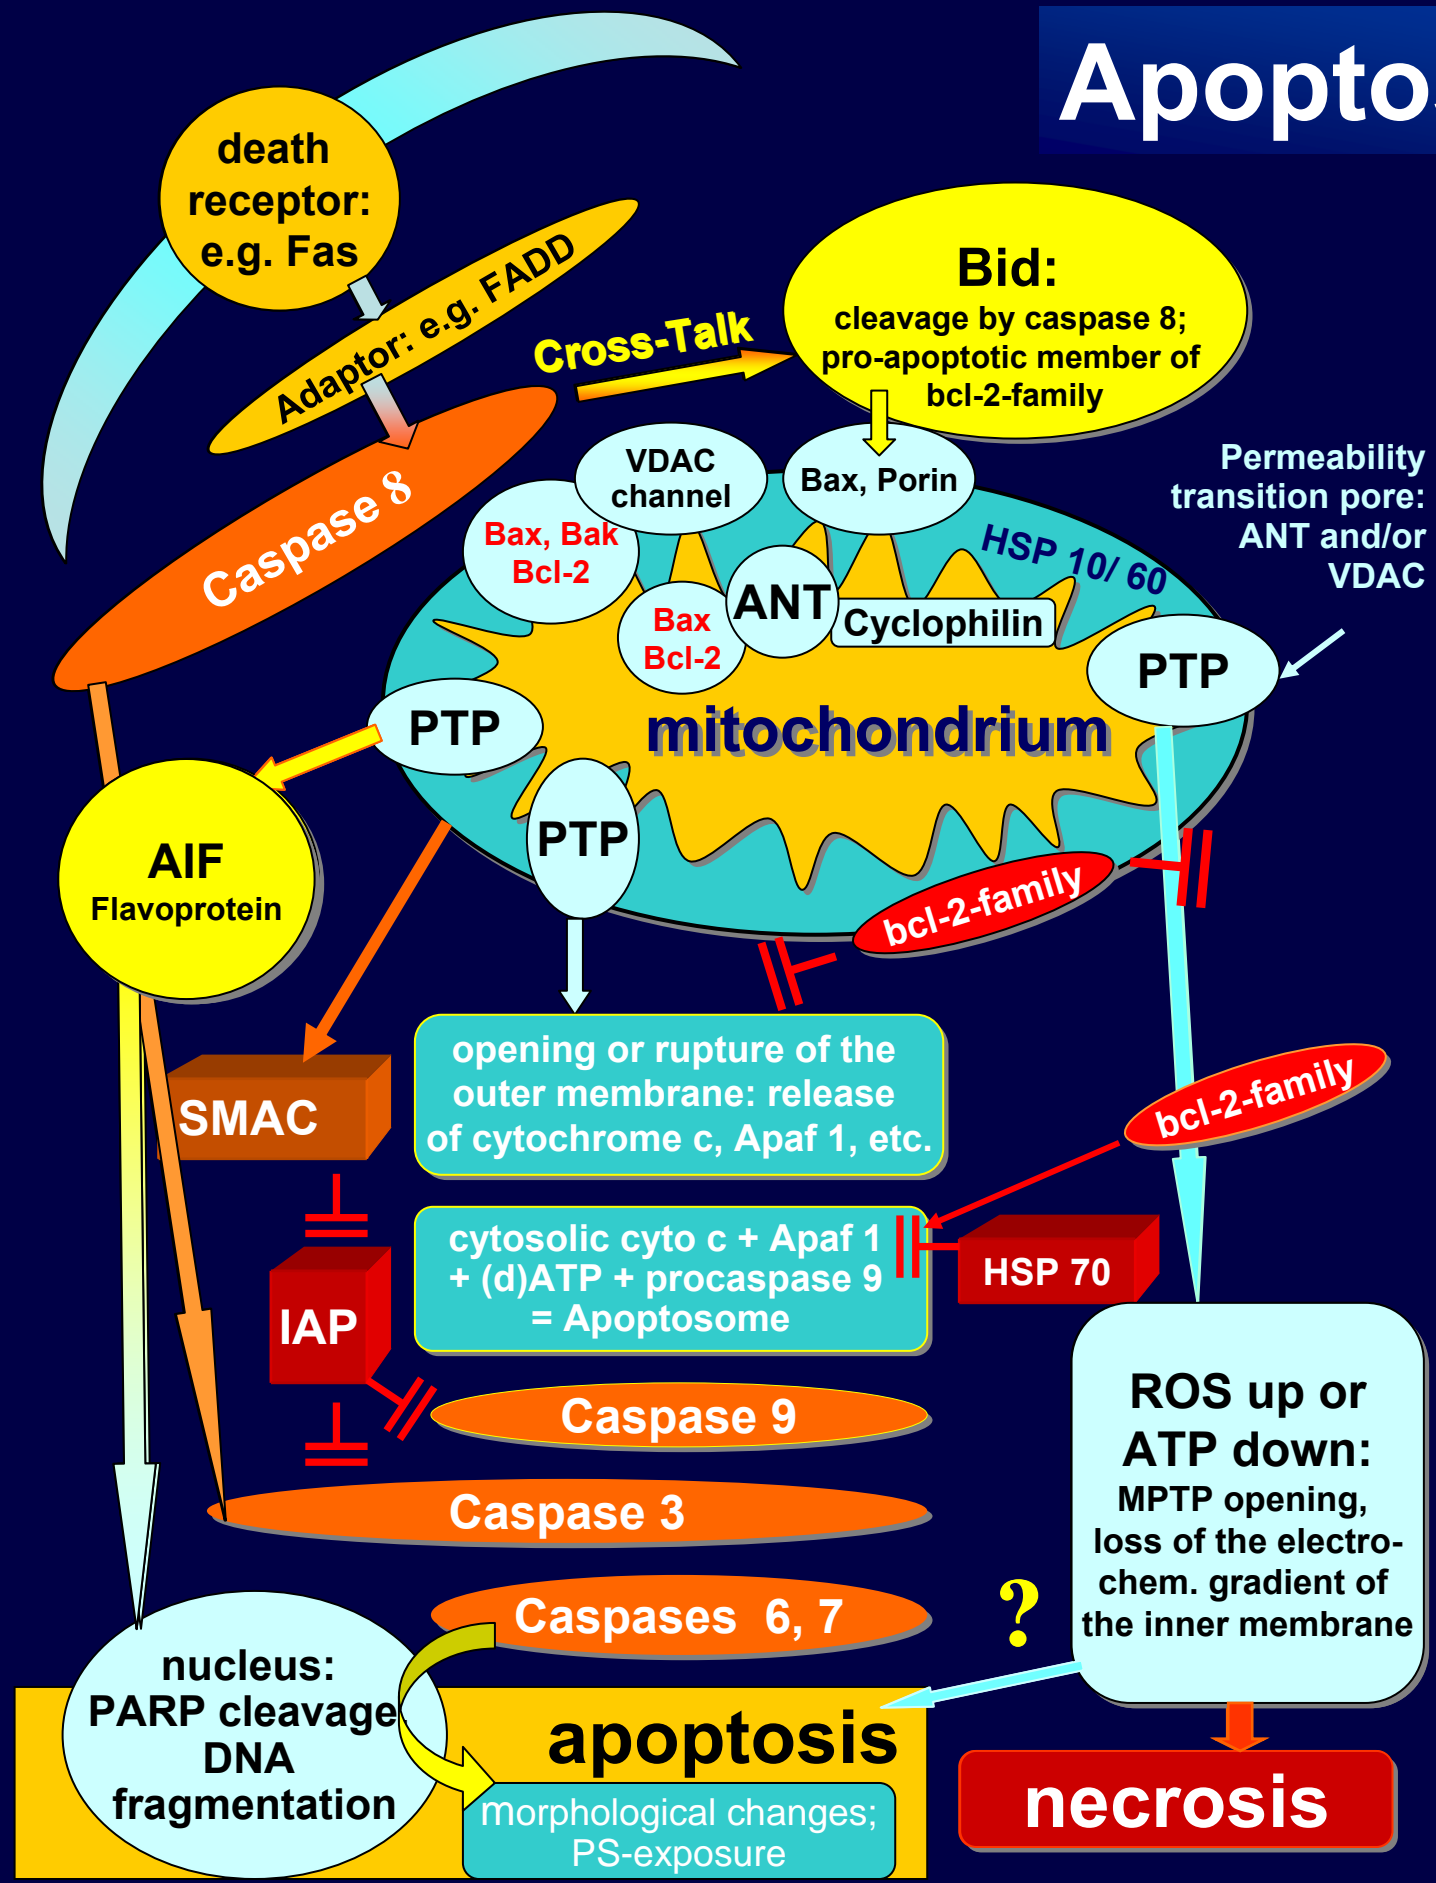 Apoptos
death
receptor:
e.g. Fas
Adaptor: e.g. FADD
Cross-Talk
Bid:
cleavage by caspase 8;
pro-apoptotic member of
bcl-2-family
Caspase 8
VDAC
channel
Bax, Porin
Permeability
transition pore:
ANT and/or
VDAC
Bax, Bak
Bcl-2
HSP 10/ 60
Bax
Bcl-2
ANT
Cyclophilin
PTP
PTP
mitochondrium
PTP
AIF
Flavoprotein
bcl-2-family
opening or rupture of the
outer membrane: release
of cytochrome c, Apaf 1, etc.
SMAC
bcl-2-family
cytosolic cyto c + Apaf 1
+ (d)ATP + procaspase 9
= Apoptosome
HSP 70
IAP
Caspase 9
ROS up or
ATP down:
MPTP opening,
loss of the electro-
chem. gradient of
the inner membrane
Caspase 3
Caspases 6, 7
?
nucleus:
PARP cleavage,
DNA
fragmentation
apoptosis
morphological changes;
PS-exposure
necrosis